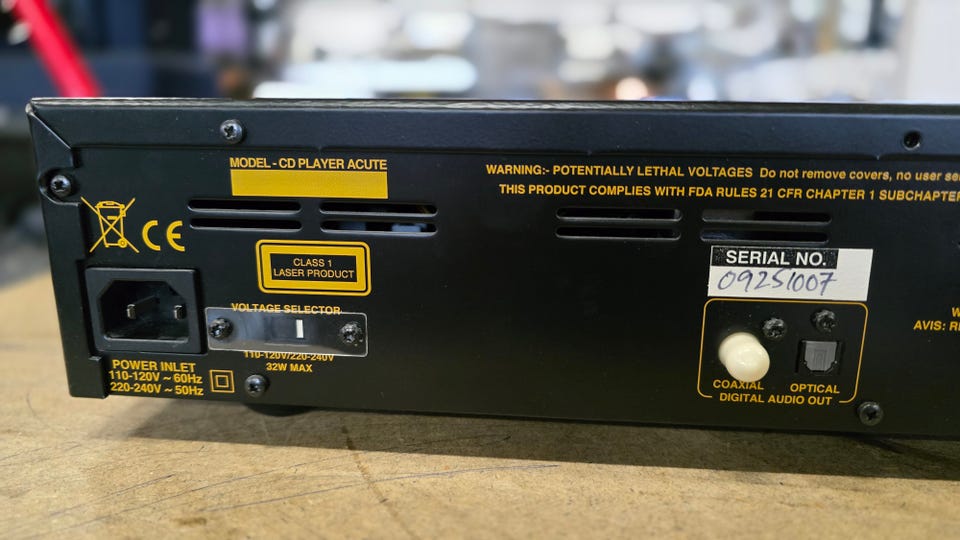 MODEL - CD PLAYER ACUTE
WARNING:- POTENTIALLY LETHAL VOLTAGES Do not remove covers, no user
THIS PRODUCT COMPLIES WITH FDA RULES 21 CFR CHAPTER 1 SUBCHAPTER
CE
CLASS 1
LASER PRODUCT
SERIAL NO.
09251007
VOLTAGE SELECTOR
110-120V/220-240V
32W MAX
AVIS:
POWER INLET
110-120V ~ 60Hz
220-240V ~ 50Hz
COAXIAL
OPTICAL
DIGITAL AUDIO OUT